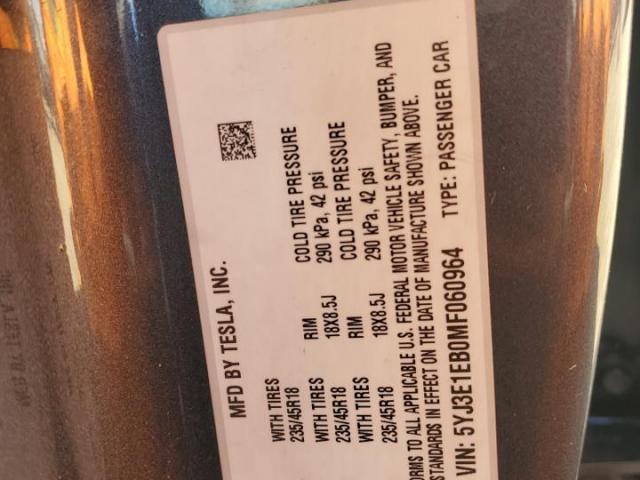 MFD BY TESLA, INC.
WITH TIRES RIM COLD TIRE PRESSURE
235/45R18 18X8.5J 290 kPa, 42 psi
WITH TIRES RIM COLD TIRE PRESSURE
235/45R18 18X8.5J 290 kPa, 42 psi
WITH TIRES
235/45R18
ORMS TO ALL APPLICABLE U.S. FEDERAL MOTOR VEHICLE SAFETY, BUMPER, AND
STANDARDS IN EFFECT ON THE DATE OF MANUFACTURE SHOWN ABOVE.
VIN: 5YJ3E1EB0MF060964 TYPE: PASSENGER CAR